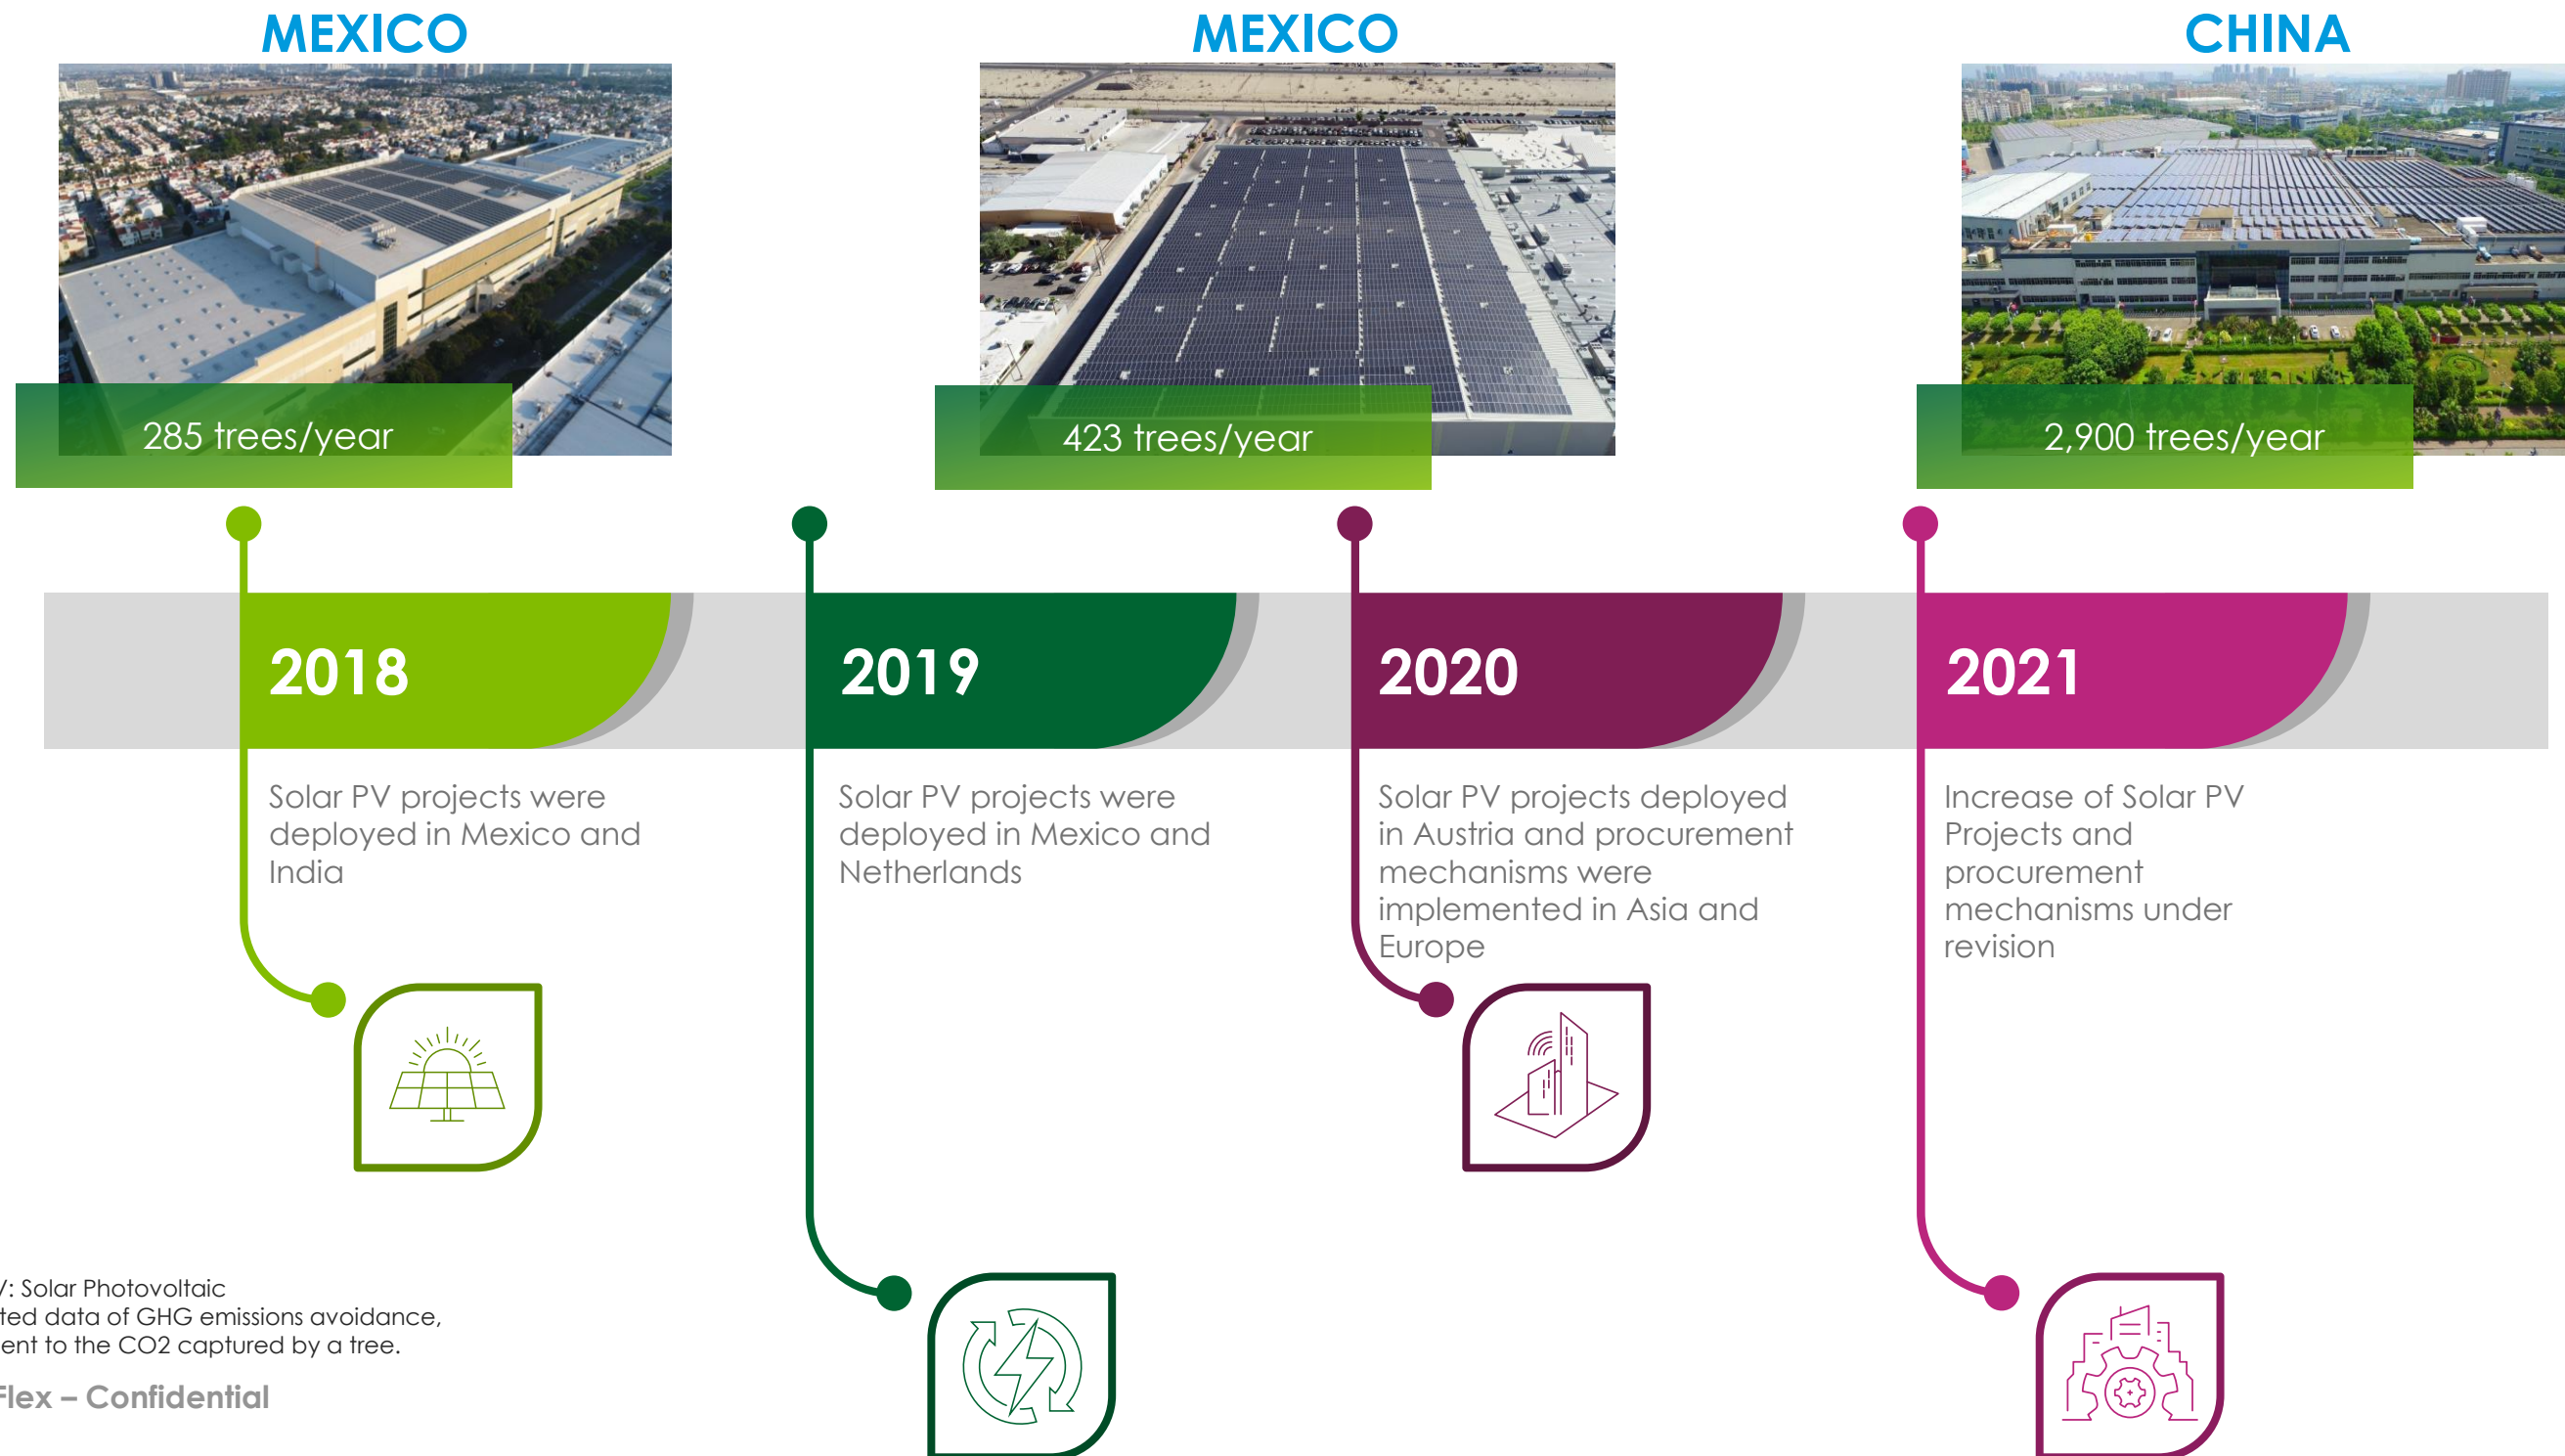 MEXICO
MEXICO
CHINA
285 trees/year
423 trees/year
2,900 trees/year
2018
2019
2020
2021
Solar PV projects were
deployed in Mexico and
India
Solar PV projects were
deployed in Mexico and
Netherlands
Solar PV projects deployed
in Austria and procurement
mechanisms were
implemented in Asia and
Europe
Increase of Solar PV
Projects and
procurement
mechanisms under
revision
Solar Photovoltaic
data of GHG emissions avoidance,
to the CO2 captured by a tree.
Flex – Confidential